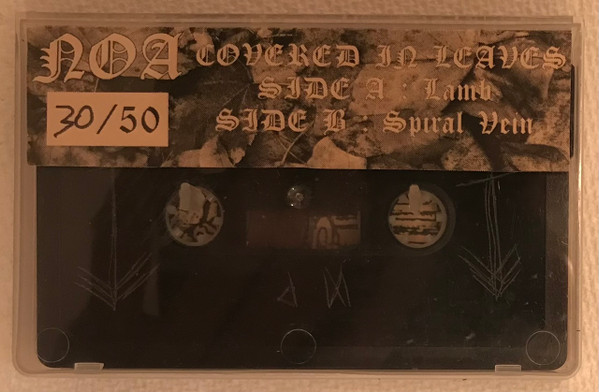 NOA COVERED IN LEAVES
SIDE A : Lamb
30/50
SIDE B : Spiral Vein